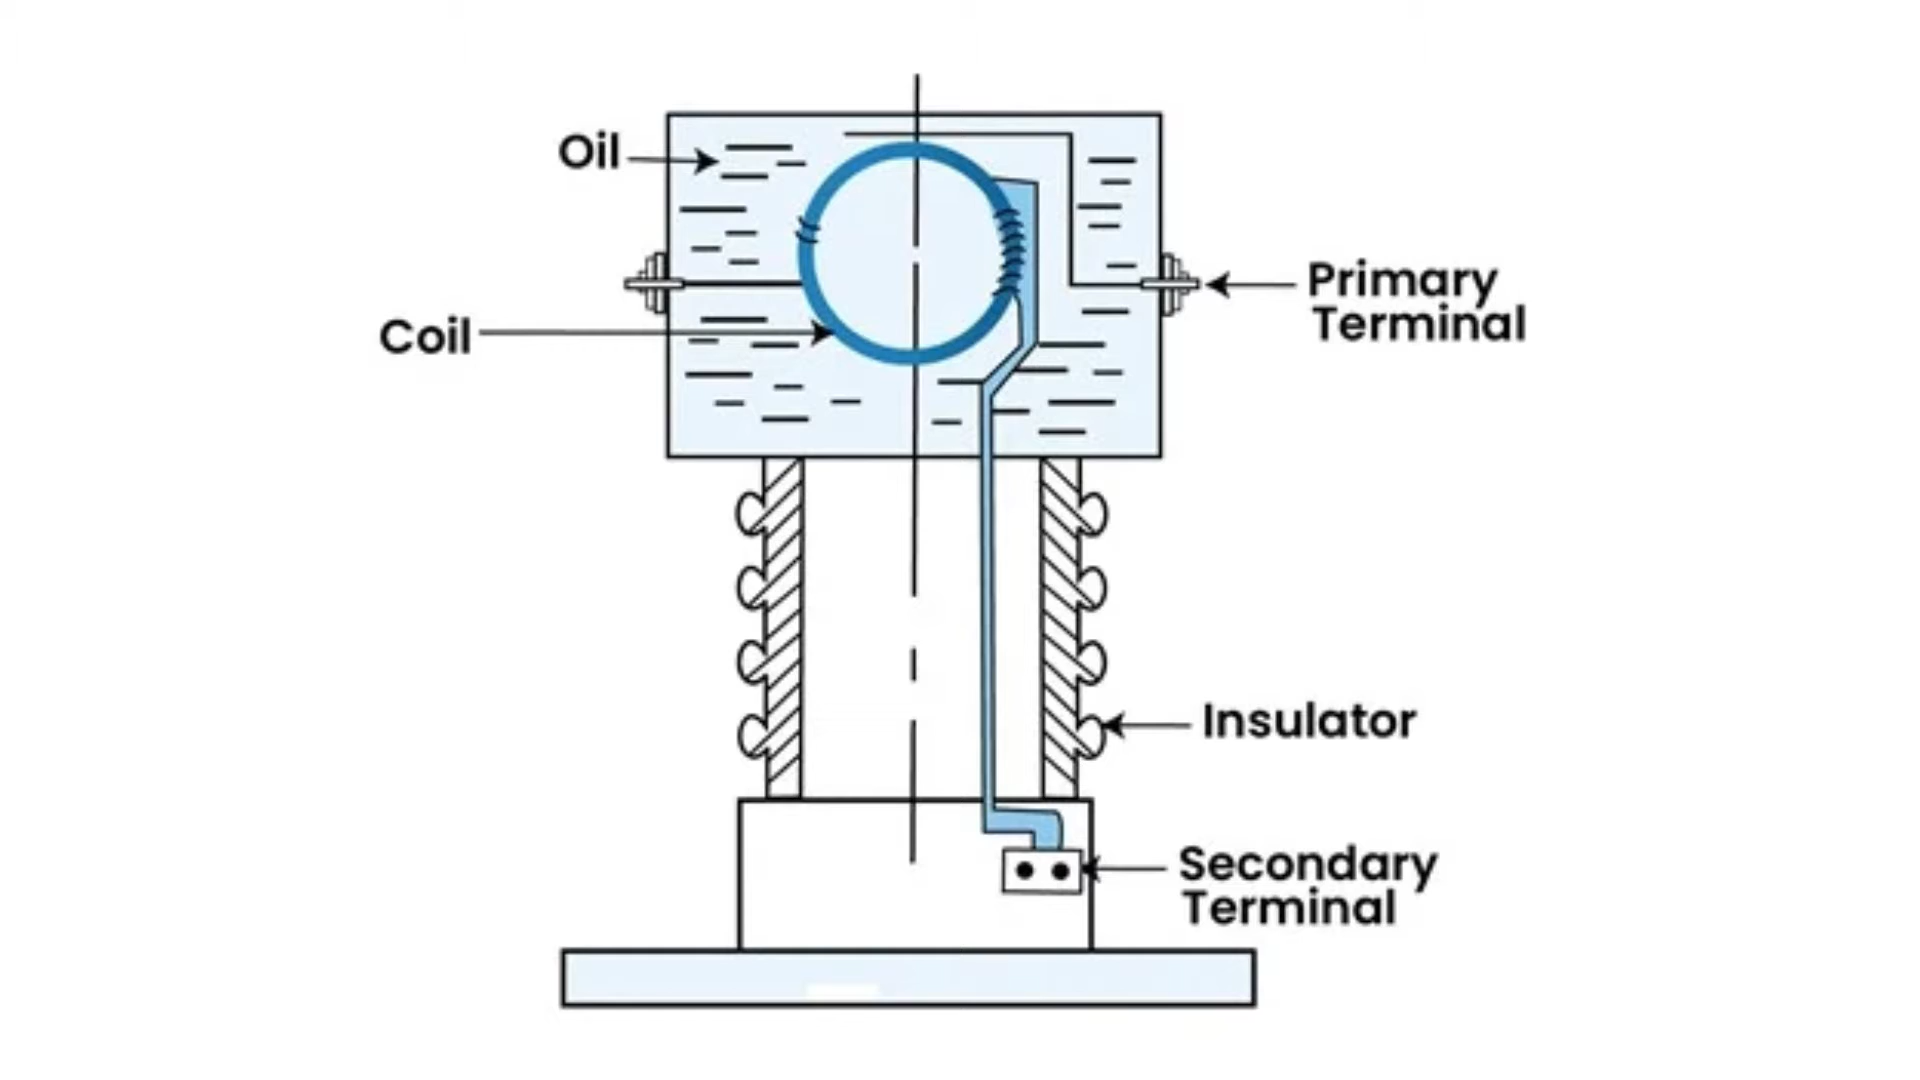 Oil
Coil
Primary
Terminal
Insulator
Secondary
Terminal